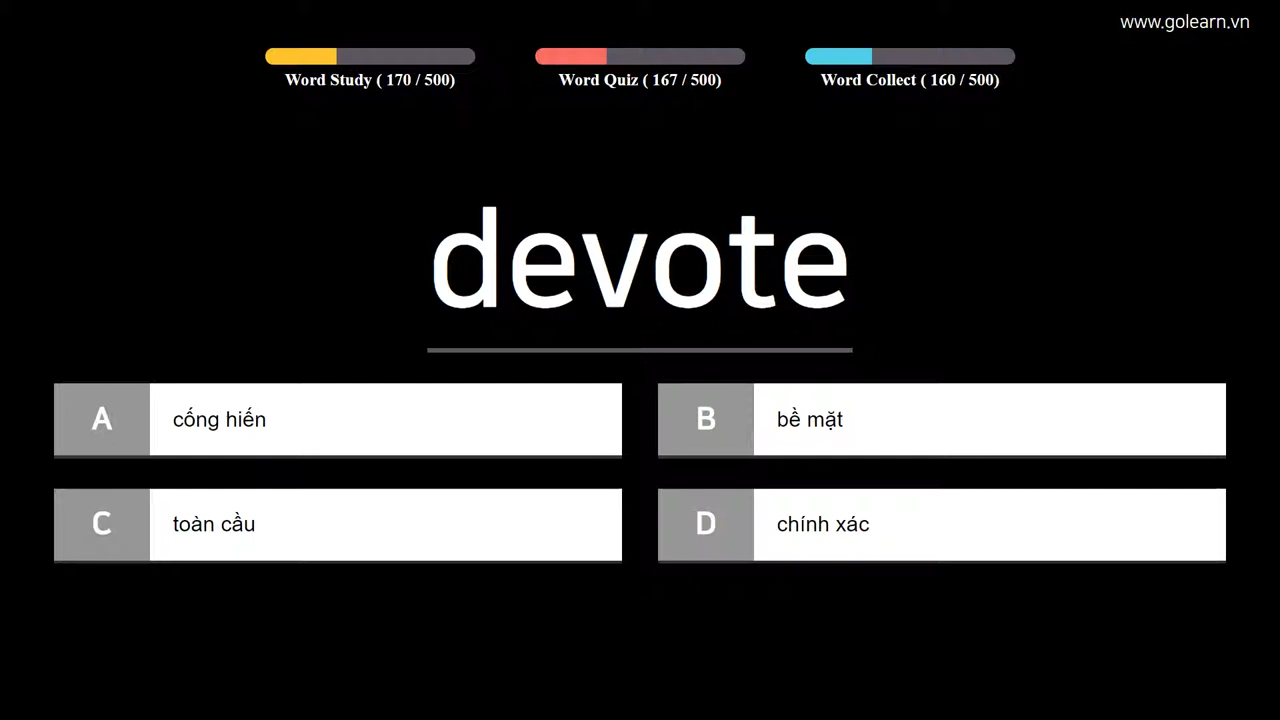 www.golearn.vn
Word Study ( 170 / 500)
Word Quiz ( 167 / 500)
Word Collect ( 160 / 500)
devote
A cống hiến
B bề mặt
C toàn cầu
D chính xác